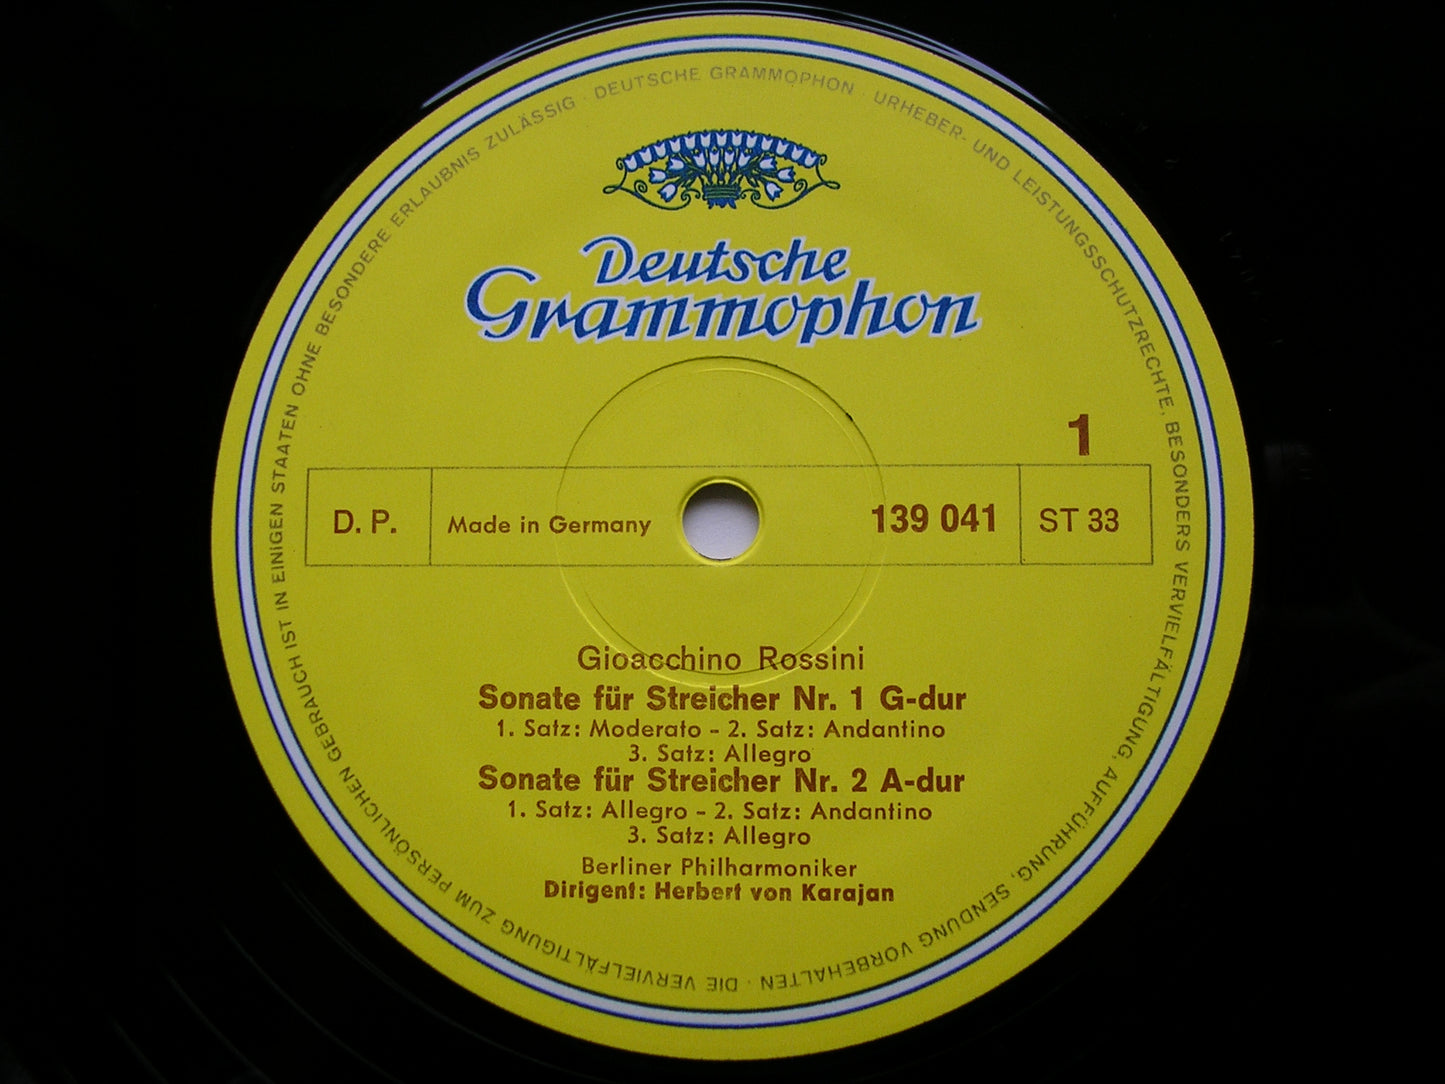 DEUTSCHE GRAMMOPHON · URHEBER- UND LEISTUNGSSCHUTZRECHTE, BESONDERS VERVIELFÄLTIGUNG, AUFFÜHRUNG, SENDUNG VORBEHALTEN · DIE VERVIELFÄLTIGUNG ZUM PERSÖNLICHEN GEBRAUCH IST IN EINIGEN STAATEN OHNE BESONDERE ERLAUBNIS ZULÄSSIG ·
Deutsche
Grammophon
1
D. P. Made in Germany 139 041 ST 33
Gioacchino Rossini
Sonate für Streicher Nr. 1 G-dur
1. Satz: Moderato - 2. Satz: Andantino
3. Satz: Allegro
Sonate für Streicher Nr. 2 A-dur
1. Satz: Allegro - 2. Satz: Andantino
3. Satz: Allegro
Berliner Philharmoniker
Dirigent: Herbert von Karajan